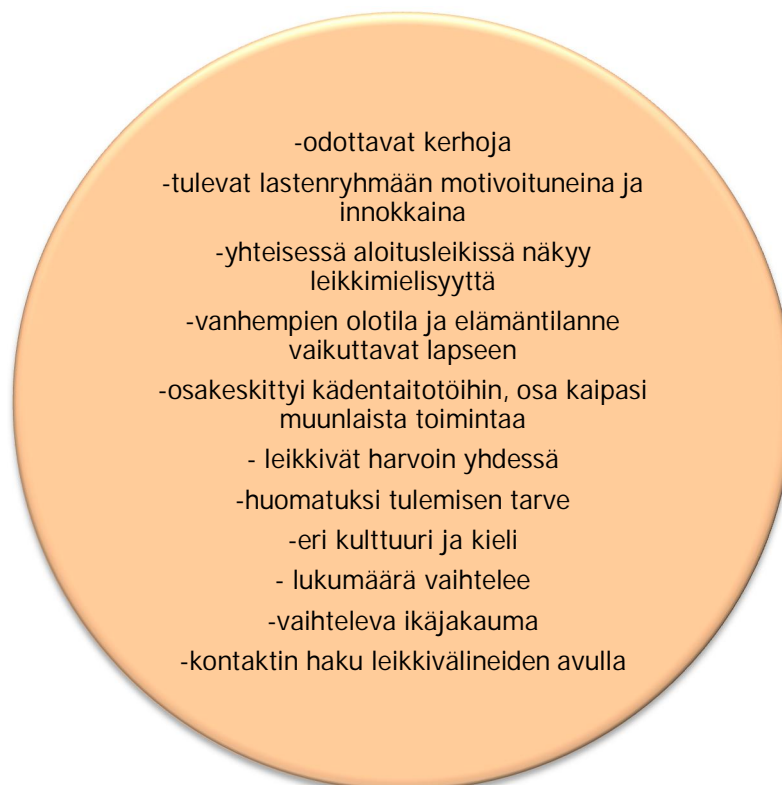 -odottavat kerhoja
-tulevat lastenryhmään motivoituneina ja
innokkaina
-yhteisessä aloitusleikissä näkyy
leikkimielisyyttä
-vanhempien olotila ja elämäntilanne
vaikuttavat lapseen
-osakeskittyi kädentaitotöihin, osa kaipasi
muunlaista toimintaa
- leikkivät harvoin yhdessä
-huomatuksi tulemisen tarve
-eri kulttuuri ja kieli
- lukumäärä vaihtelee
-vaihteleva ikäjakauma
-kontaktin haku leikkivälineiden avulla